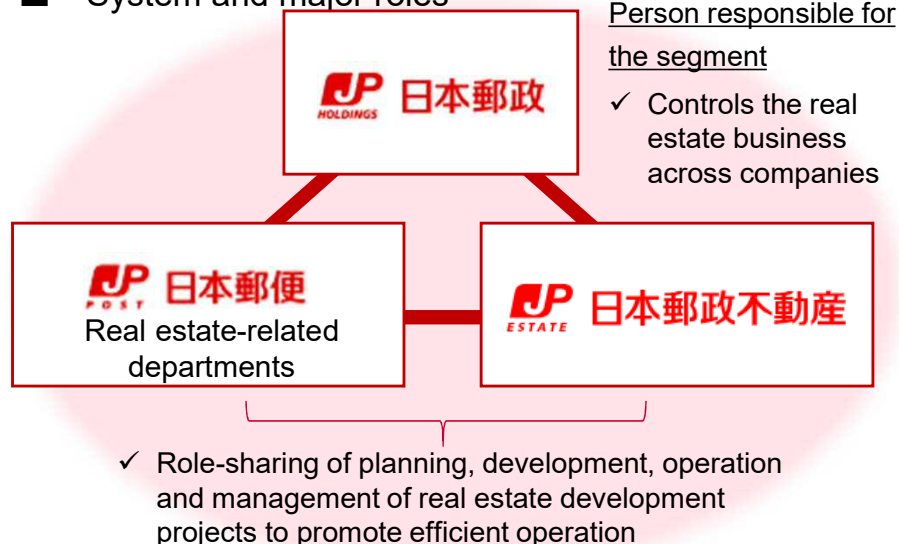 ■ System and major roles
Person responsible for
the segment
✓ Controls the real
estate business
across companies
JP 日本郵政
HOLDINGS
JP 日本郵便
POST
Real estate-related
departments
JP 日本郵政不動産
ESTATE
✓ Role-sharing of planning, development, operation
and management of real estate development
projects to promote efficient operation